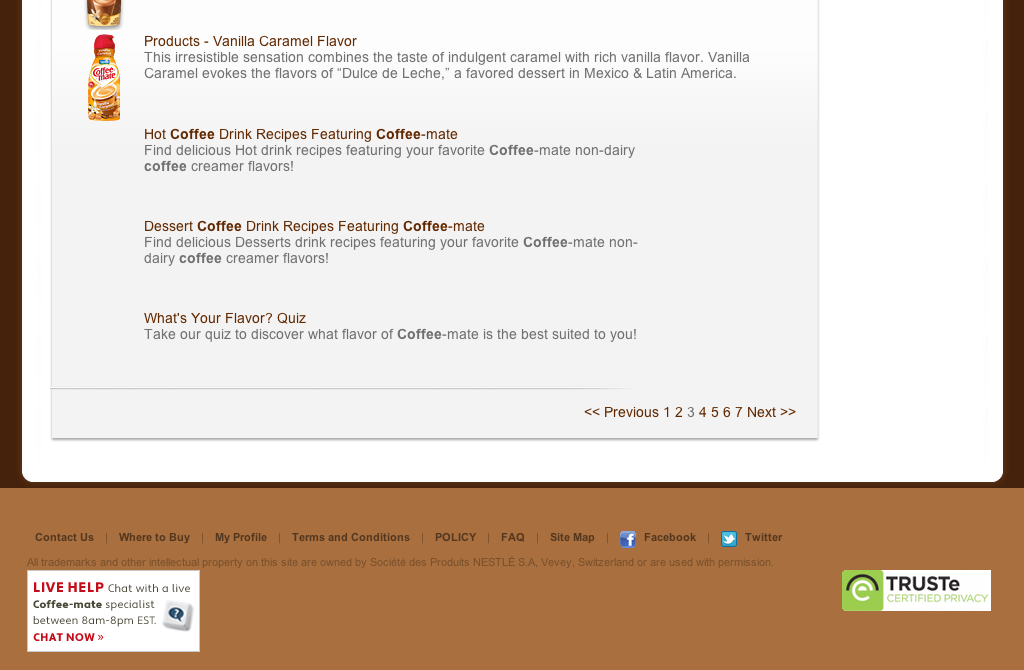 Products - Vanilla Caramel Flavor
This irresistible sensation combines the taste of indulgent caramel with rich vanilla flavor. Vanilla
Caramel evokes the flavors of “Dulce de Leche,” a favored dessert in Mexico & Latin America.
Coffee-mate
Hot Coffee Drink Recipes Featuring Coffee-mate
Find delicious Hot drink recipes featuring your favorite Coffee-mate non-dairy
coffee creamer flavors!
Dessert Coffee Drink Recipes Featuring Coffee-mate
Find delicious Desserts drink recipes featuring your favorite Coffee-mate non-
dairy coffee creamer flavors!
What's Your Flavor? Quiz
Take our quiz to discover what flavor of Coffee-mate is the best suited to you!
<< Previous 1 2 3 4 5 6 7 Next >>
Contact Us | Where to Buy | My Profile | Terms and Conditions | POLICY | FAQ | Site Map | Facebook | Twitter
All trademarks and other intellectual property on this site are owned by Société des Produits NESTLÉ S.A, Vevey, Switzerland or are used with permission.
LIVE HELP Chat with a live
Coffee-mate specialist
between 8am-8pm EST.
CHAT NOW »
TRUSTe
CERTIFIED PRIVACY